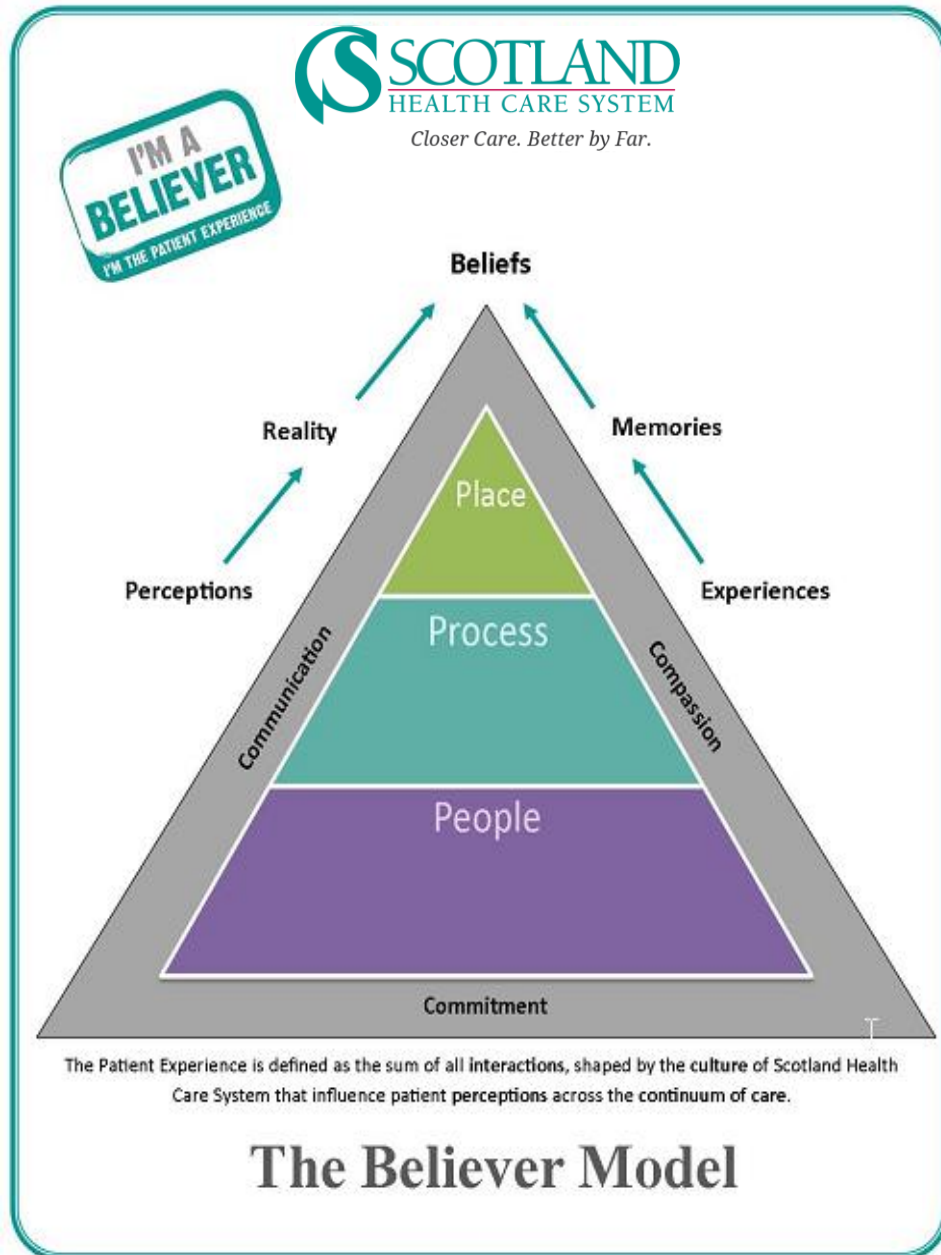 SCOTLAND
HEALTH CARE SYSTEM
Closer Care. Better by Far.
I'M A
BELIEVER
I'M THE PATIENT EXPERIENCE
Beliefs
Reality
Memories
Perceptions
Experiences
Place
Process
People
Communication
Compassion
Commitment
The Patient Experience is defined as the sum of all interactions, shaped by the culture of Scotland Health
Care System that influence patient perceptions across the continuum of care.
The Believer Model